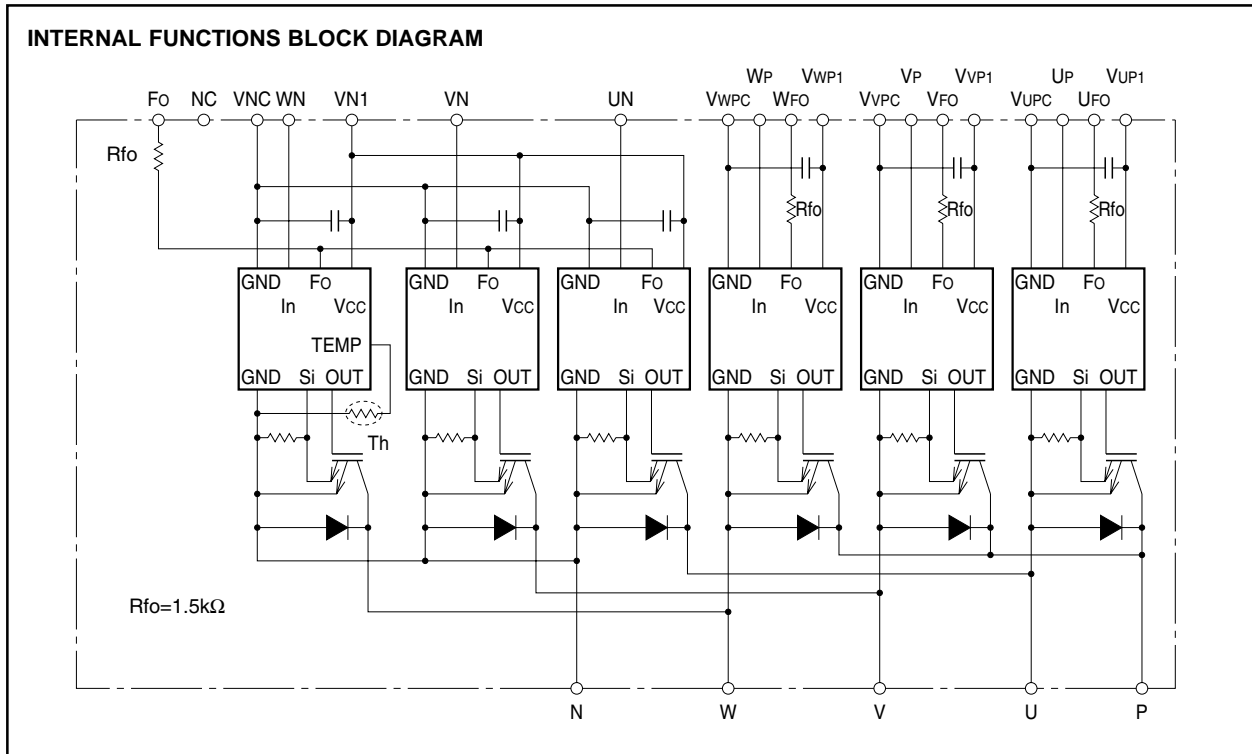 INTERNAL FUNCTIONS BLOCK DIAGRAM
WP VWP1 VP VVP1 UP VUP1
FO NC VNC WN VN1 VN UN VWPC WFO VVPC VFO VUPC UFO
Rfo
Rfo Rfo Rfo
GND FO GND FO GND FO GND FO GND FO GND FO
In VCC In VCC In VCC In VCC In VCC In VCC
TEMP
GND Si OUT GND Si OUT GND Si OUT GND Si OUT GND Si OUT GND Si OUT
Th
Rfo=1.5kΩ
N W V U P